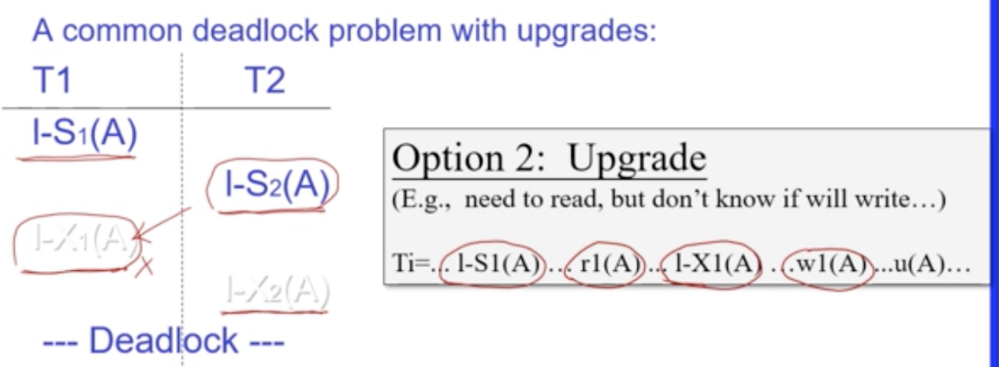 A common deadlock problem with upgrades:
T1 T2
l-S1(A)
l-S2(A)
l-X1(A)
l-X2(A)
--- Deadlock ---
Option 2: Upgrade
(E.g., need to read, but don't know if will write…)
Ti=... l-S1(A)... r1(A)... l-X1(A) ...w1(A)...u(A)…